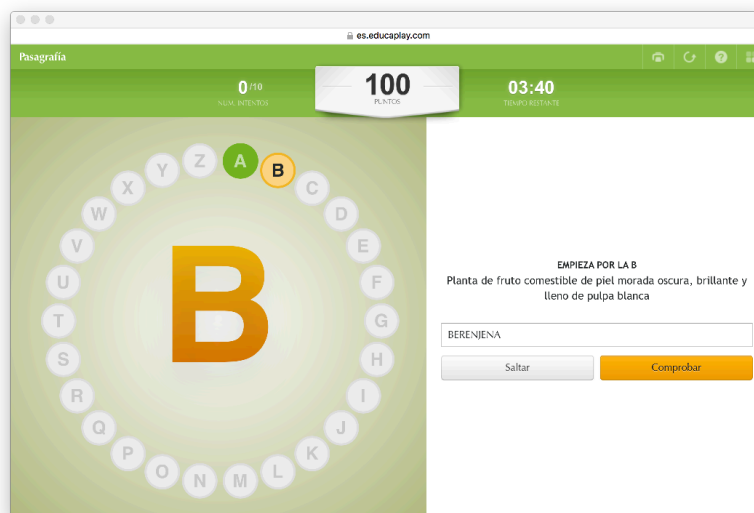 es.educaplay.com
Pasagrafía
0/10
NUM. INTENTOS
100
PUNTOS
03:40
TIEMPO RESTANTE
A
B
C
D
E
F
G
H
I
J
K
L
M
N
O
P
Q
R
S
T
U
V
W
X
Y
Z
B
EMPIEZA POR LA B
Planta de fruto comestible de piel morada oscura, brillante y
lleno de pulpa blanca
BERENJENA
Saltar
Comprobar